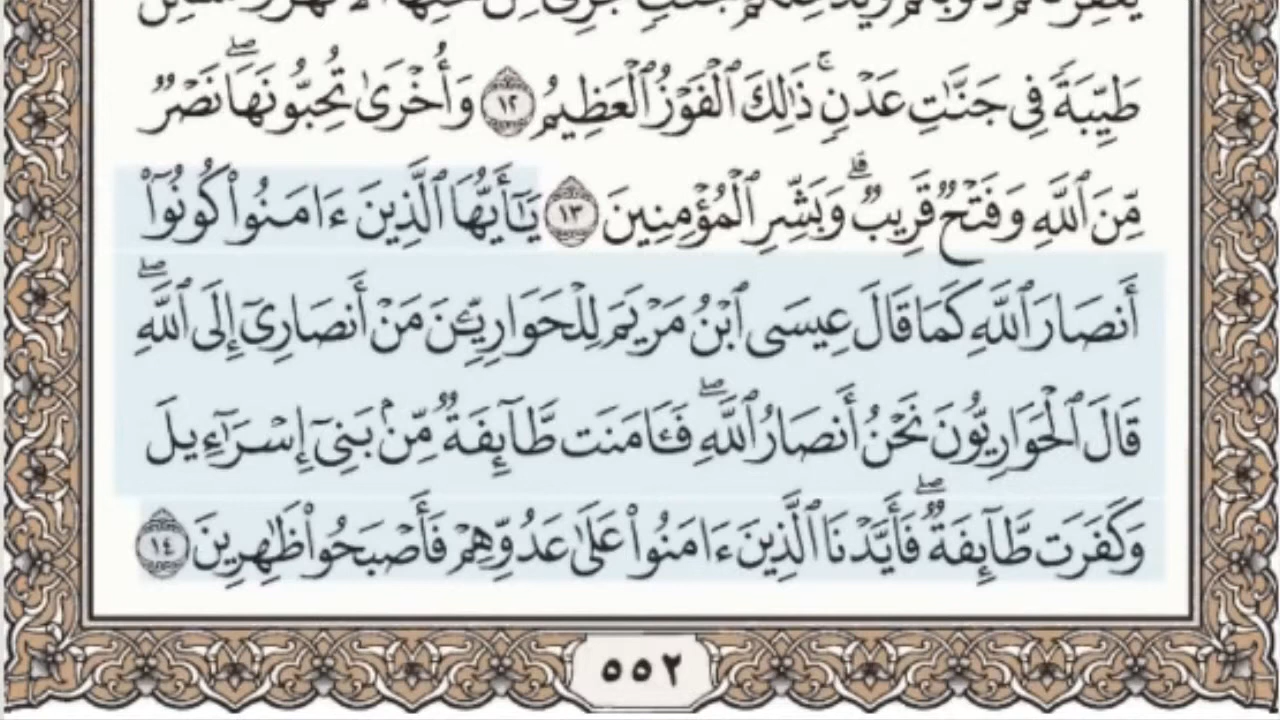 طَيِّبَةً فِى جَنَّـٰتِ عَدْنٍ ۚ ذَٰلِكَ ٱلْفَوْزُ ٱلْعَظِيمُ ١٢ وَأُخْرَىٰ تُحِبُّونَهَا ۖ نَصْرٌ
مِّنَ ٱللَّهِ وَفَتْحٌ قَرِيبٌ ۗ وَبَشِّرِ ٱلْمُؤْمِنِينَ ١٣ يَـٰٓأَيُّهَا ٱلَّذِينَ ءَامَنُوا۟ كُونُوٓا۟
أَنصَارَ ٱللَّهِ كَمَا قَالَ عِيسَى ٱبْنُ مَرْيَمَ لِلْحَوَارِيِّـۧنَ مَنْ أَنصَارِىٓ إِلَى ٱللَّهِ ۖ
قَالَ ٱلْحَوَارِيُّونَ نَحْنُ أَنصَارُ ٱللَّهِ ۖ فَـَٔامَنَت طَّآئِفَةٌ مِّنۢ بَنِىٓ إِسْرَٰٓءِيلَ
وَكَفَرَت طَّآئِفَةٌ ۖ فَأَيَّدْنَا ٱلَّذِينَ ءَامَنُوا۟ عَلَىٰ عَدُوِّهِمْ فَأَصْبَحُوا۟ ظَـٰهِرِينَ ١٤
٥٥٢